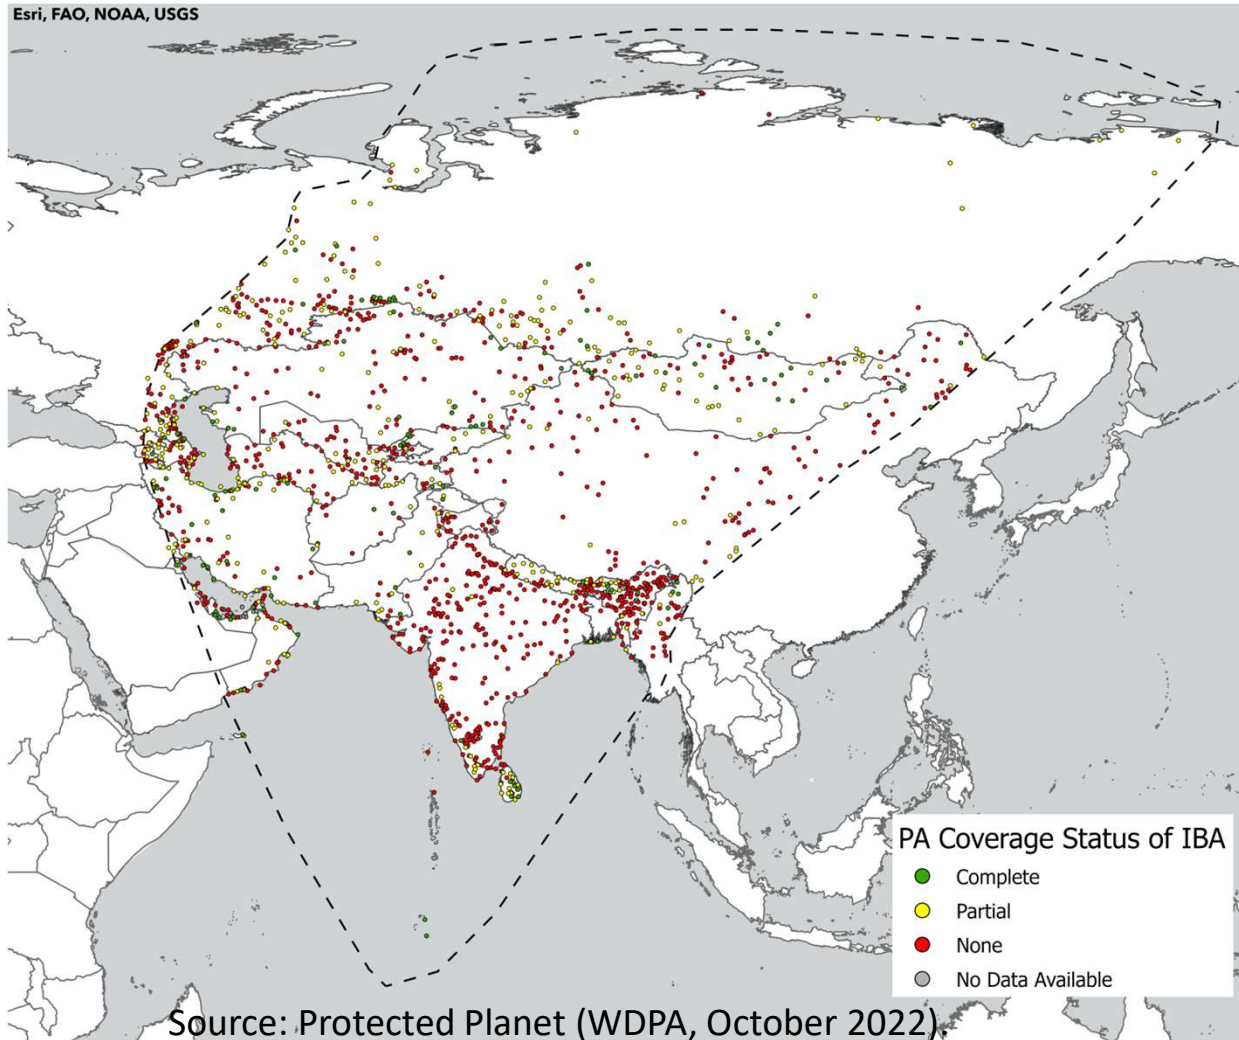 Esri, FAO, NOAA, USGS
PA Coverage Status of IBA
Complete
Partial
None
No Data Available
Source: Protected Planet (WDPA, October 2022).